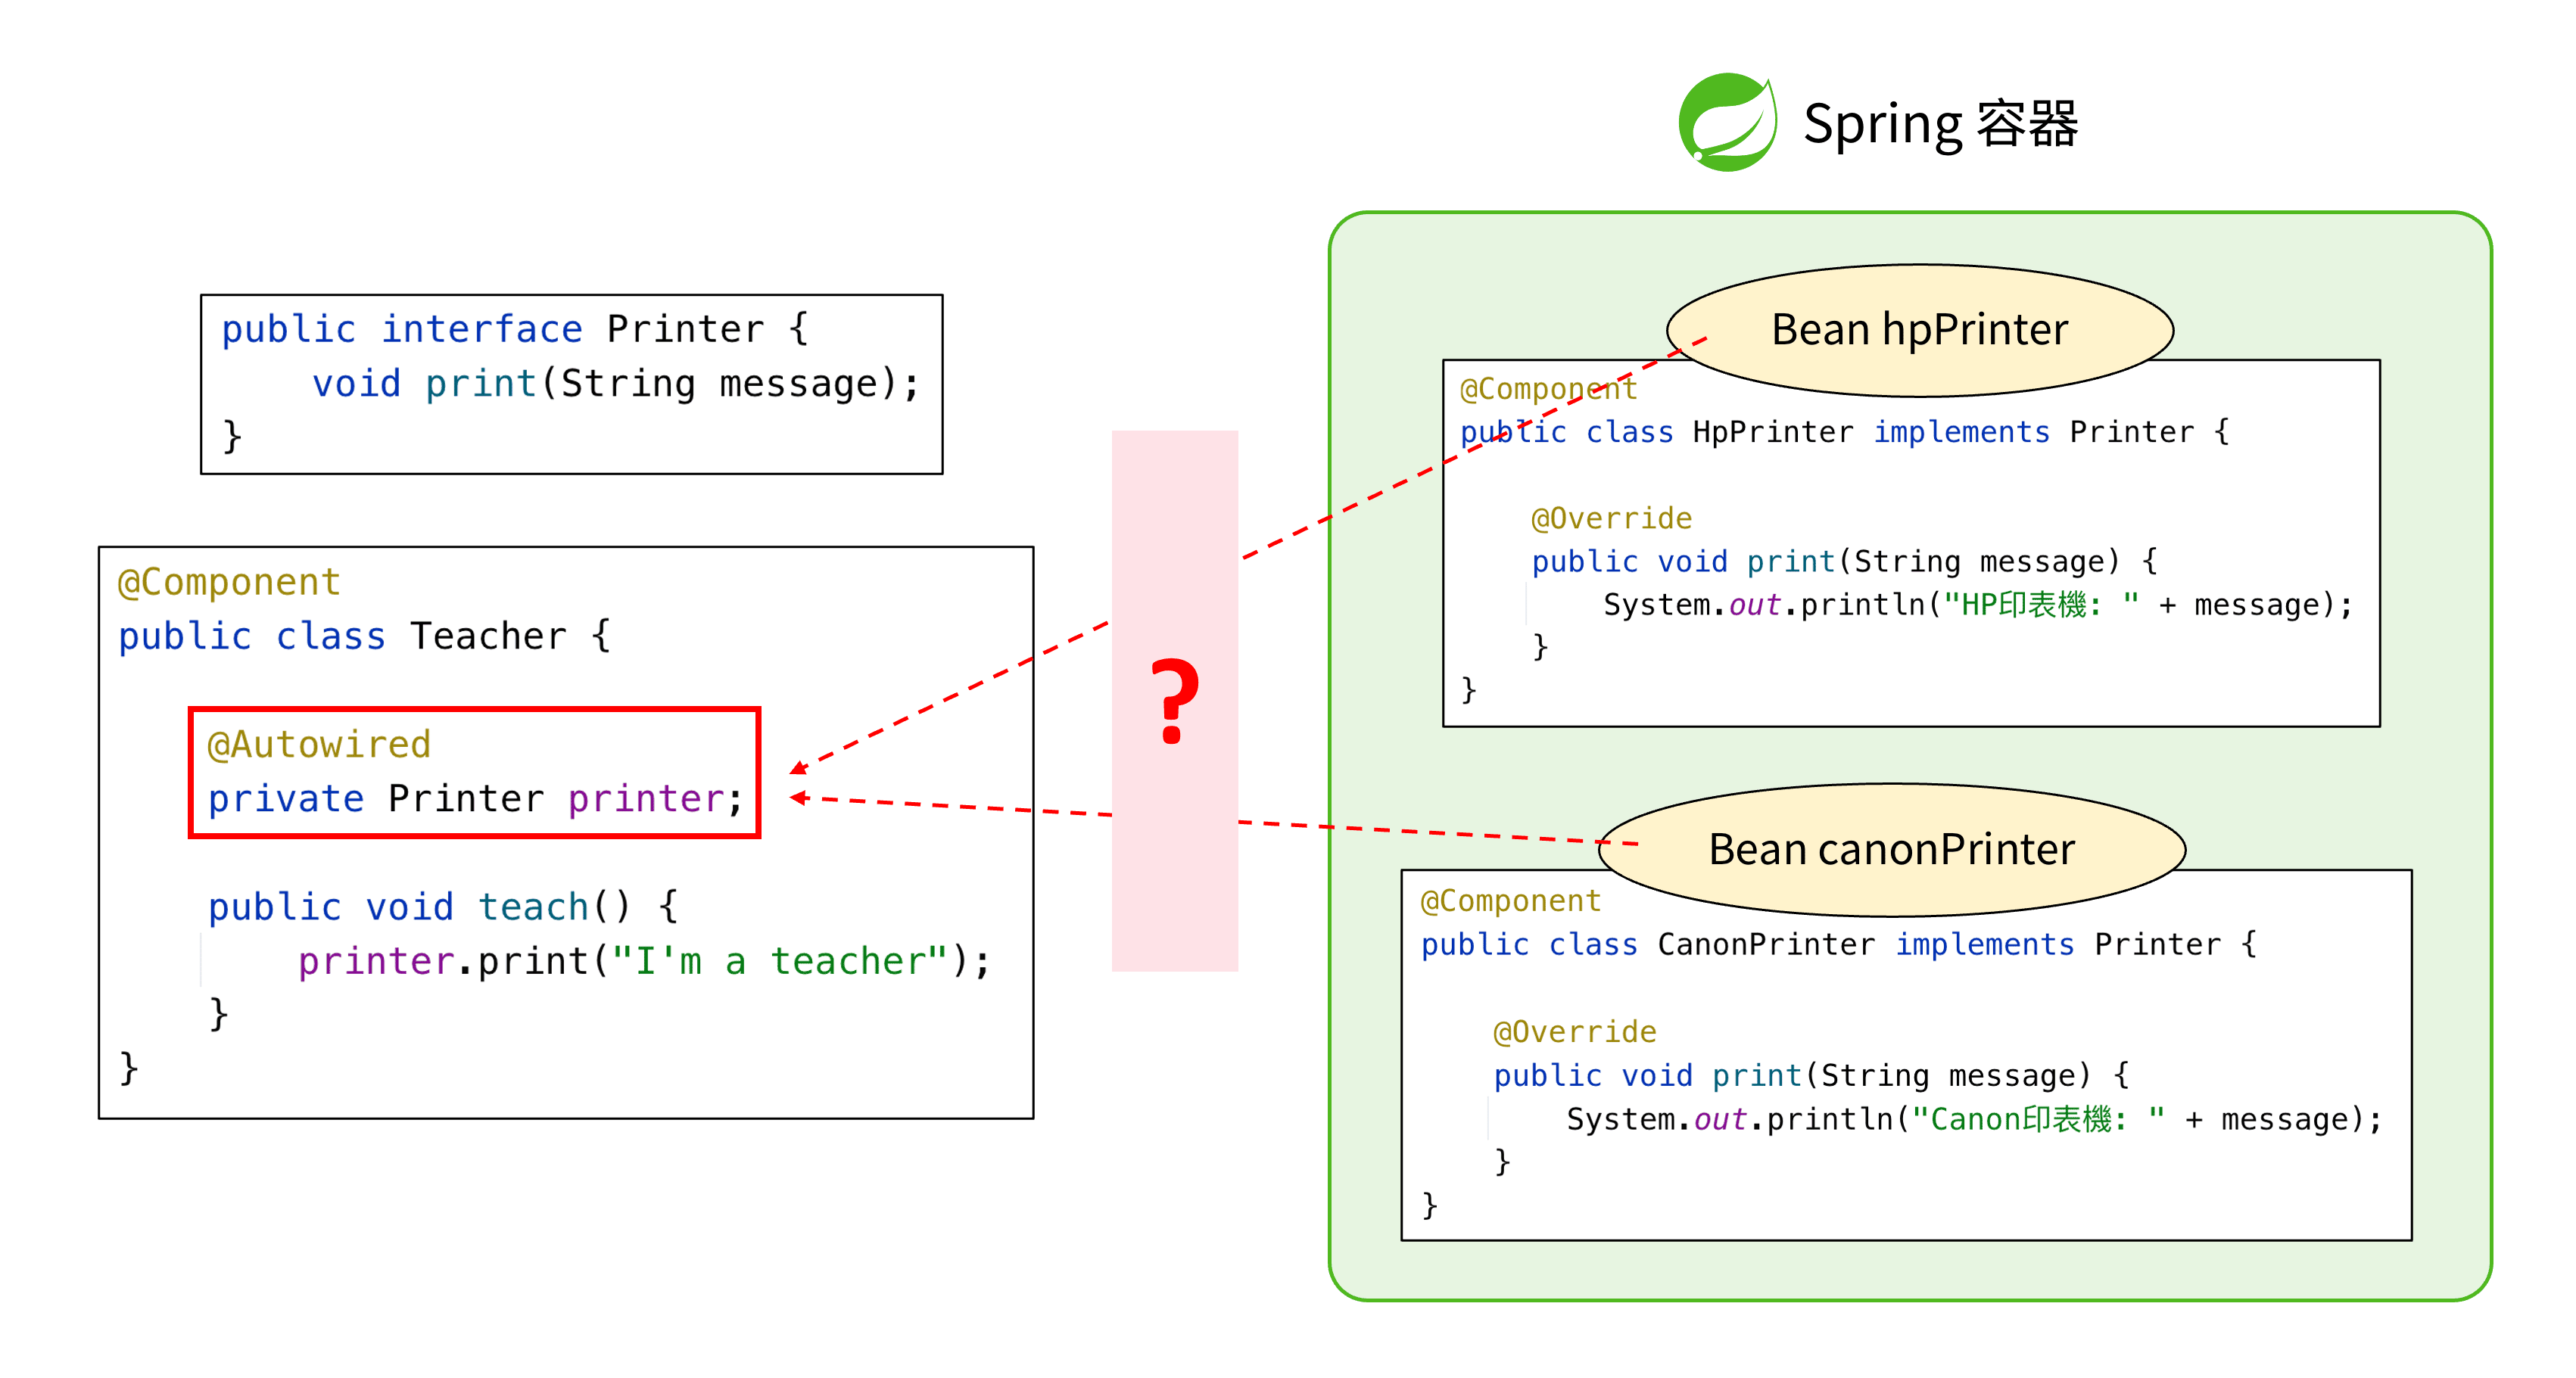 Spring 容器
public interface Printer {
    void print(String message);
}
@Component
public class Teacher {
    @Autowired
    private Printer printer;
    public void teach() {
        printer.print("I'm a teacher");
    }
}
?
Bean hpPrinter
@Component
public class HpPrinter implements Printer {
    @Override
    public void print(String message) {
        System.out.println("HP印表機: " + message);
    }
}
Bean canonPrinter
@Component
public class CanonPrinter implements Printer {
    @Override
    public void print(String message) {
        System.out.println("Canon印表機: " + message);
    }
}